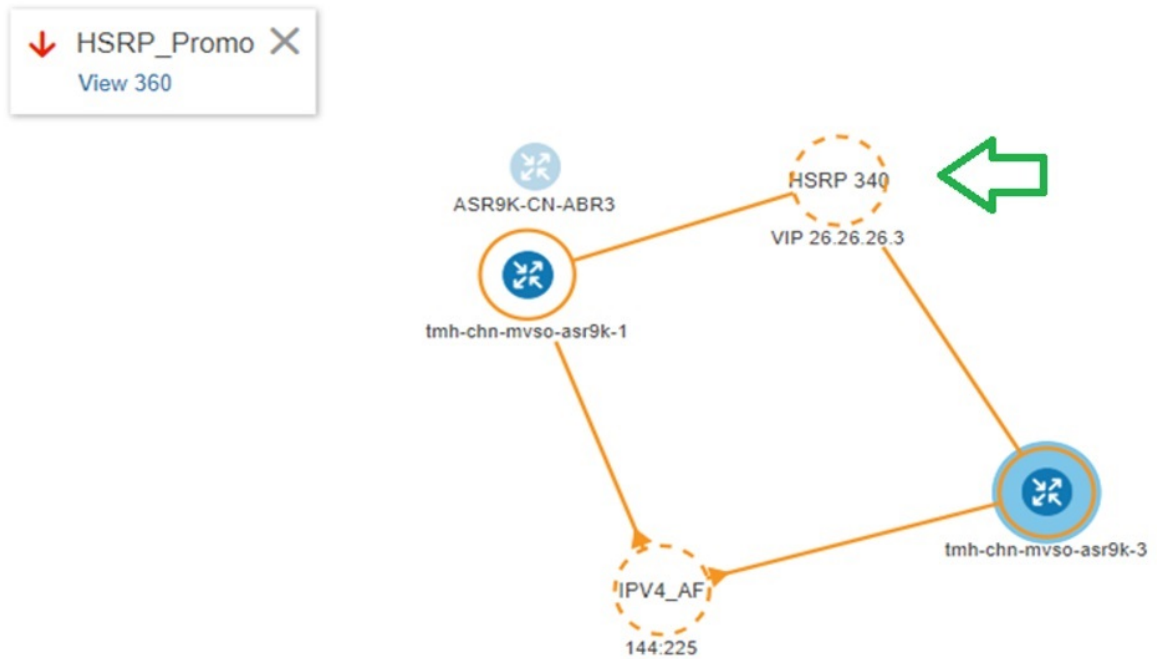 HSRP_Promo
View 360
ASR9K-CN-ABR3
HSRP 340
VIP 26.26.26.3
tmh-chn-mvso-asr9k-1
tmh-chn-mvso-asr9k-3
IPV4_AF
144:225